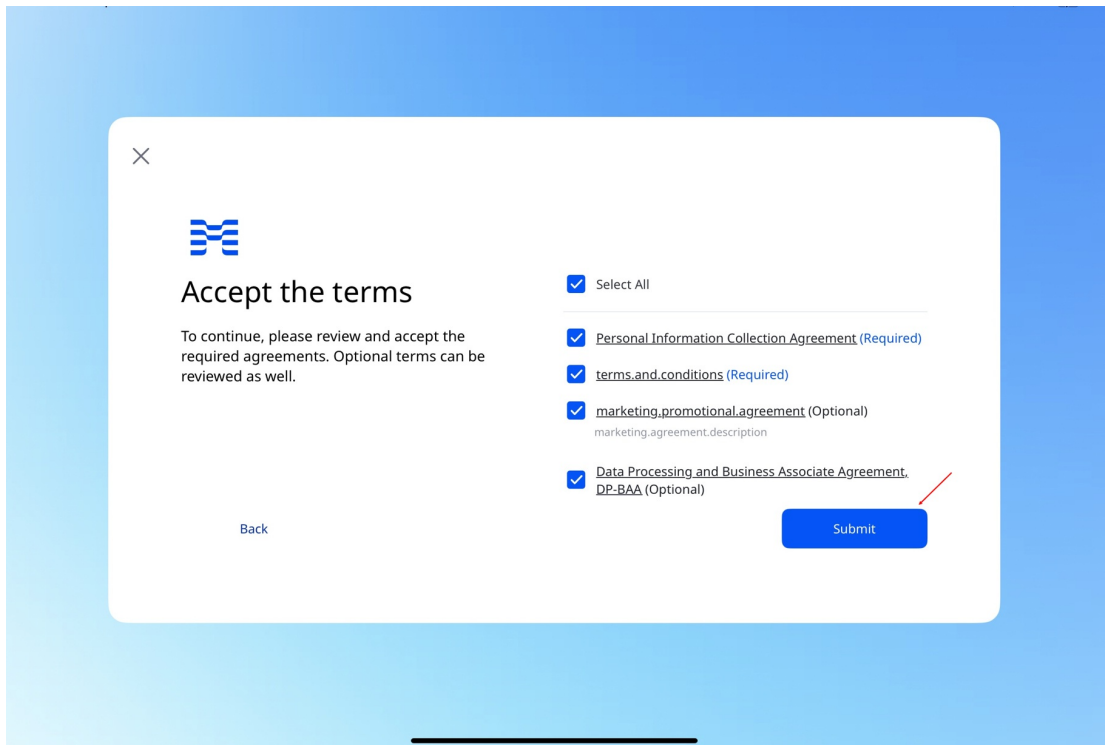 Accept the terms
To continue, please review and accept the
required agreements. Optional terms can be
reviewed as well.
Select All
Personal Information Collection Agreement (Required)
terms.and.conditions (Required)
marketing.promotional.agreement (Optional)
marketing.agreement.description
Data Processing and Business Associate Agreement,
DP-BAA (Optional)
Back
Submit